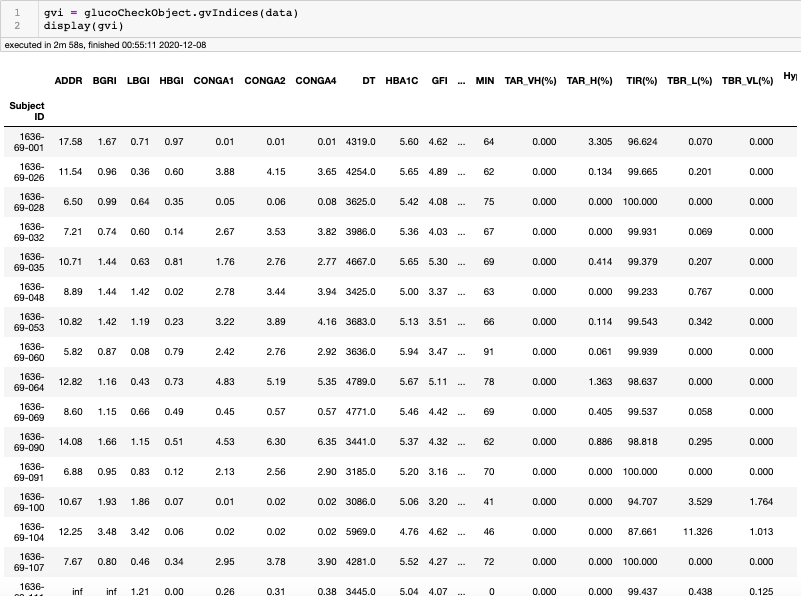 1 gvi = glucoCheckObject.gvIndices(data)
2 display(gvi)
executed in 2m 58s, finished 00:55:11 2020-12-08
ADDR BGRI LBGI HBGI CONGA1 CONGA2 CONGA4 DT HBA1C GFI ... MIN TAR_VH(%) TAR_H(%) TIR(%) TBR_L(%) TBR_VL(%)
Subject ID
1636-69-001 17.58 1.67 0.71 0.97 0.01 0.01 0.01 4319.0 5.60 4.62 ... 64 0.000 3.305 96.624 0.070 0.000
1636-69-026 11.54 0.96 0.36 0.60 3.88 4.15 3.65 4254.0 5.65 4.89 ... 62 0.000 0.134 99.665 0.201 0.000
1636-69-028 6.50 0.99 0.64 0.35 0.05 0.06 0.08 3625.0 5.42 4.08 ... 75 0.000 0.000 100.000 0.000 0.000
1636-69-032 7.21 0.74 0.60 0.14 2.67 3.53 3.82 3986.0 5.36 4.03 ... 67 0.000 0.000 99.931 0.069 0.000
1636-69-035 10.71 1.44 0.63 0.81 1.76 2.76 2.77 4667.0 5.65 5.30 ... 69 0.000 0.414 99.379 0.207 0.000
1636-69-048 8.89 1.44 1.42 0.02 2.78 3.44 3.94 3425.0 5.00 3.37 ... 63 0.000 0.000 99.233 0.767 0.000
1636-69-053 10.82 1.42 1.19 0.23 3.22 3.89 4.16 3683.0 5.13 3.51 ... 66 0.000 0.114 99.543 0.342 0.000
1636-69-060 5.82 0.87 0.08 0.79 2.42 2.76 2.92 3636.0 5.94 3.47 ... 91 0.000 0.061 99.939 0.000 0.000
1636-69-064 12.82 1.16 0.43 0.73 4.83 5.19 5.35 4789.0 5.67 5.11 ... 78 0.000 1.363 98.637 0.000 0.000
1636-69-069 8.60 1.15 0.66 0.49 0.45 0.57 0.57 4771.0 5.46 4.42 ... 69 0.000 0.405 99.537 0.058 0.000
1636-69-090 14.08 1.66 1.15 0.51 4.53 6.30 6.35 3441.0 5.37 4.32 ... 62 0.000 0.886 98.818 0.295 0.000
1636-69-091 6.88 0.95 0.83 0.12 2.13 2.56 2.90 3185.0 5.20 3.16 ... 70 0.000 0.000 100.000 0.000 0.000
1636-69-100 10.67 1.93 1.86 0.07 0.01 0.02 0.02 3086.0 5.06 3.20 ... 41 0.000 0.000 94.707 3.529 1.764
1636-69-104 12.25 3.48 3.42 0.06 0.02 0.02 0.02 5969.0 4.76 4.62 ... 46 0.000 0.000 87.661 11.326 1.013
1636-69-107 7.67 0.80 0.46 0.34 2.95 3.78 3.90 4281.0 5.52 4.27 ... 72 0.000 0.000 100.000 0.000 0.000
1636- inf inf 1.21 0.00 0.26 0.31 0.38 3445.0 5.04 4.07 ... 0 0.000 0.000 99.437 0.438 0.125